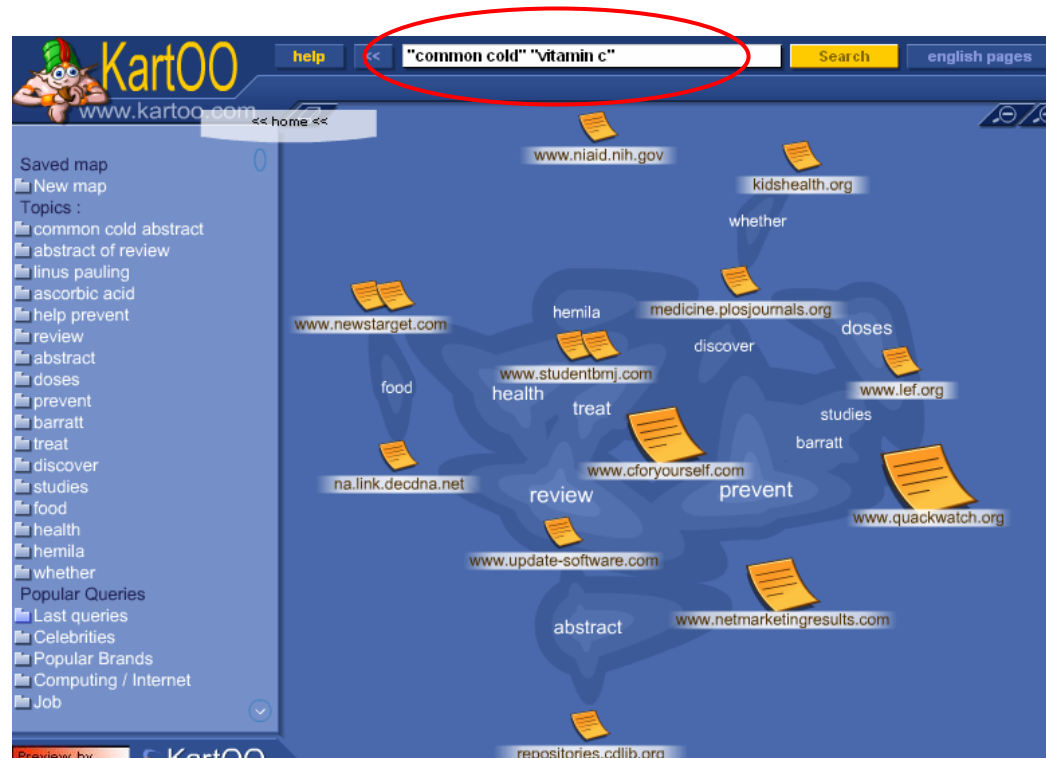 KartOO
www.kartoo.com
help
<<
"common cold" "vitamin c"
Search
english pages
<< home <<
Saved map
New map
Topics :
common cold abstract
abstract of review
linus pauling
ascorbic acid
help prevent
review
abstract
doses
prevent
barratt
treat
discover
studies
food
health
hemila
whether
Popular Queries
Last queries
Celebrities
Popular Brands
Computing / Internet
Job
Preview by
KartOO
www.niaid.nih.gov
kidshealth.org
whether
medicine.plosjournals.org
www.newstarget.com
hemila
doses
discover
www.studentbmj.com
www.lef.org
food
health
treat
studies
barratt
www.cforyourself.com
na.link.decdna.net
review
prevent
www.quackwatch.org
www.update-software.com
www.netmarketingresults.com
abstract
repositories.cdlib.org